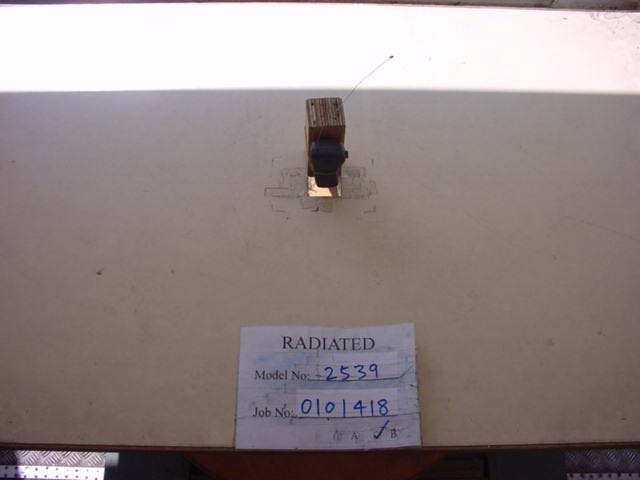 RADIATED
Model No: 2539
Job No: 0101418
A ✓ B